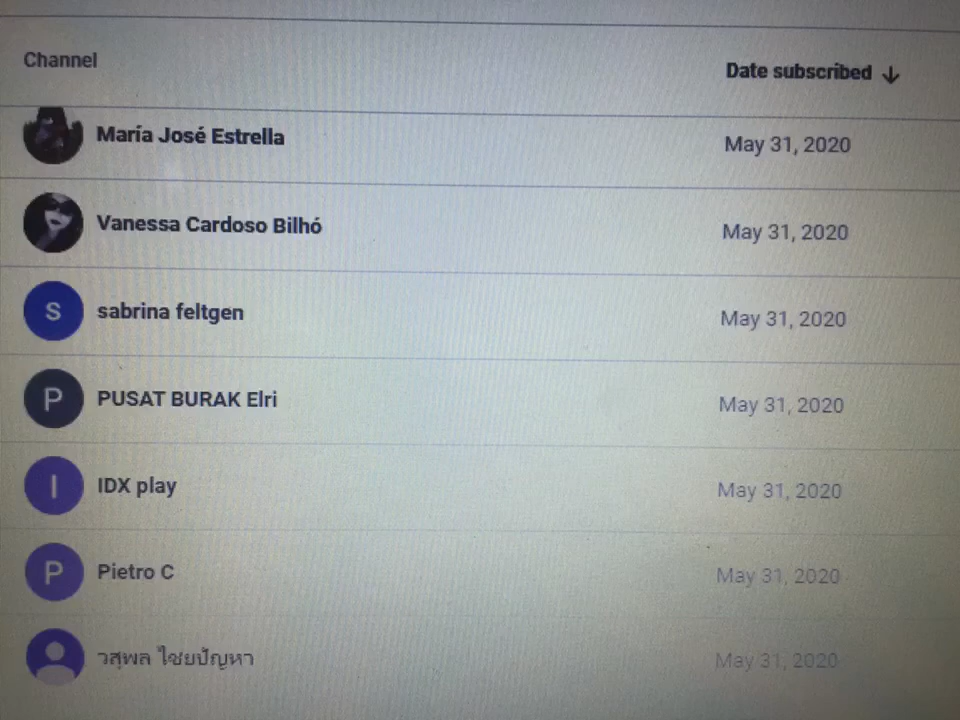 Channel
Date subscribed
María José Estrella
May 31, 2020
Vanessa Cardoso Bilhó
May 31, 2020
S
sabrina feltgen
May 31, 2020
P
PUSAT BURAK Elri
May 31, 2020
I
IDX play
May 31, 2020
P
Pietro C
May 31, 2020
วสุพล ไชยปัญหา
May 31, 2020